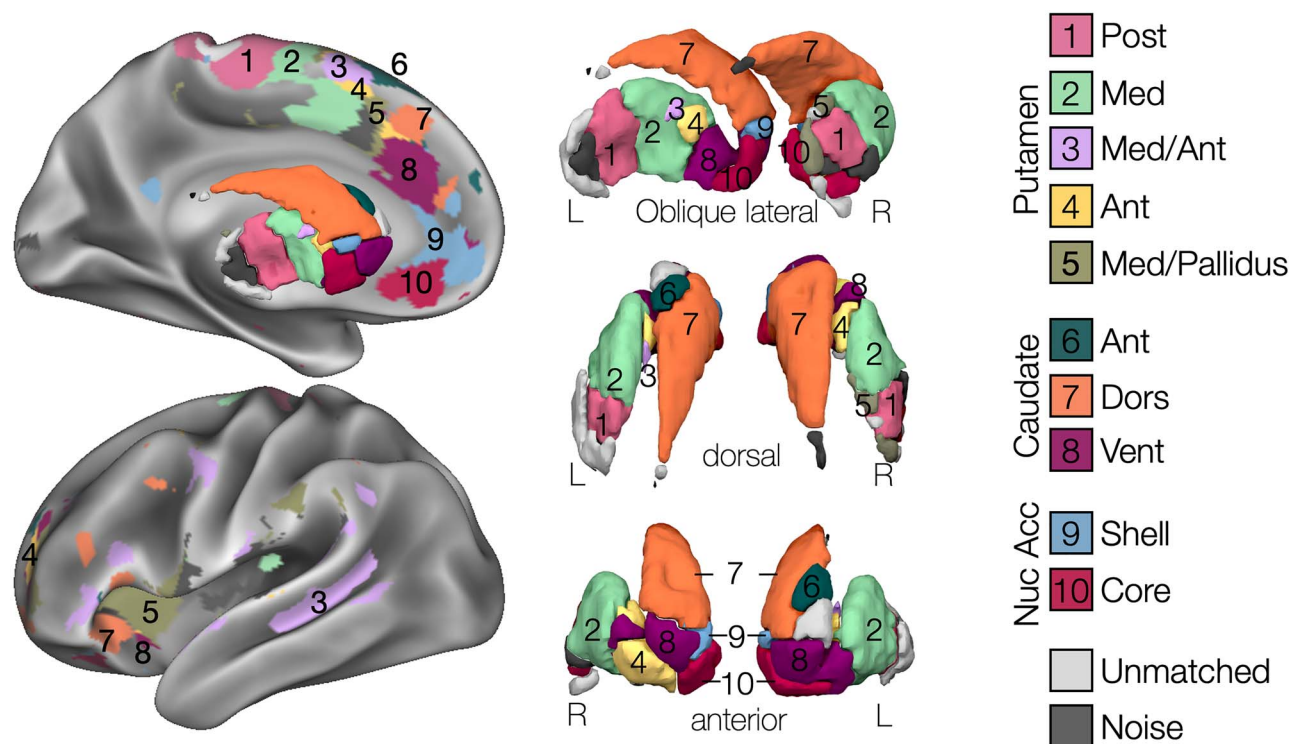 1
2
3
6
4
5
7
8
9
10
3
4
5
7
8
7
7
1
2
3
4
8
9
10
10
5
1
2
L
Oblique lateral
R
6
7
2
3
1
7
8
4
2
5
1
L
dorsal
R
7
6
2
8
4
9
10
8
2
R
anterior
L
Putamen
1 Post
2 Med
3 Med/Ant
4 Ant
5 Med/Pallidus
Caudate
6 Ant
7 Dors
8 Vent
Nuc Acc
9 Shell
10 Core
Unmatched
Noise